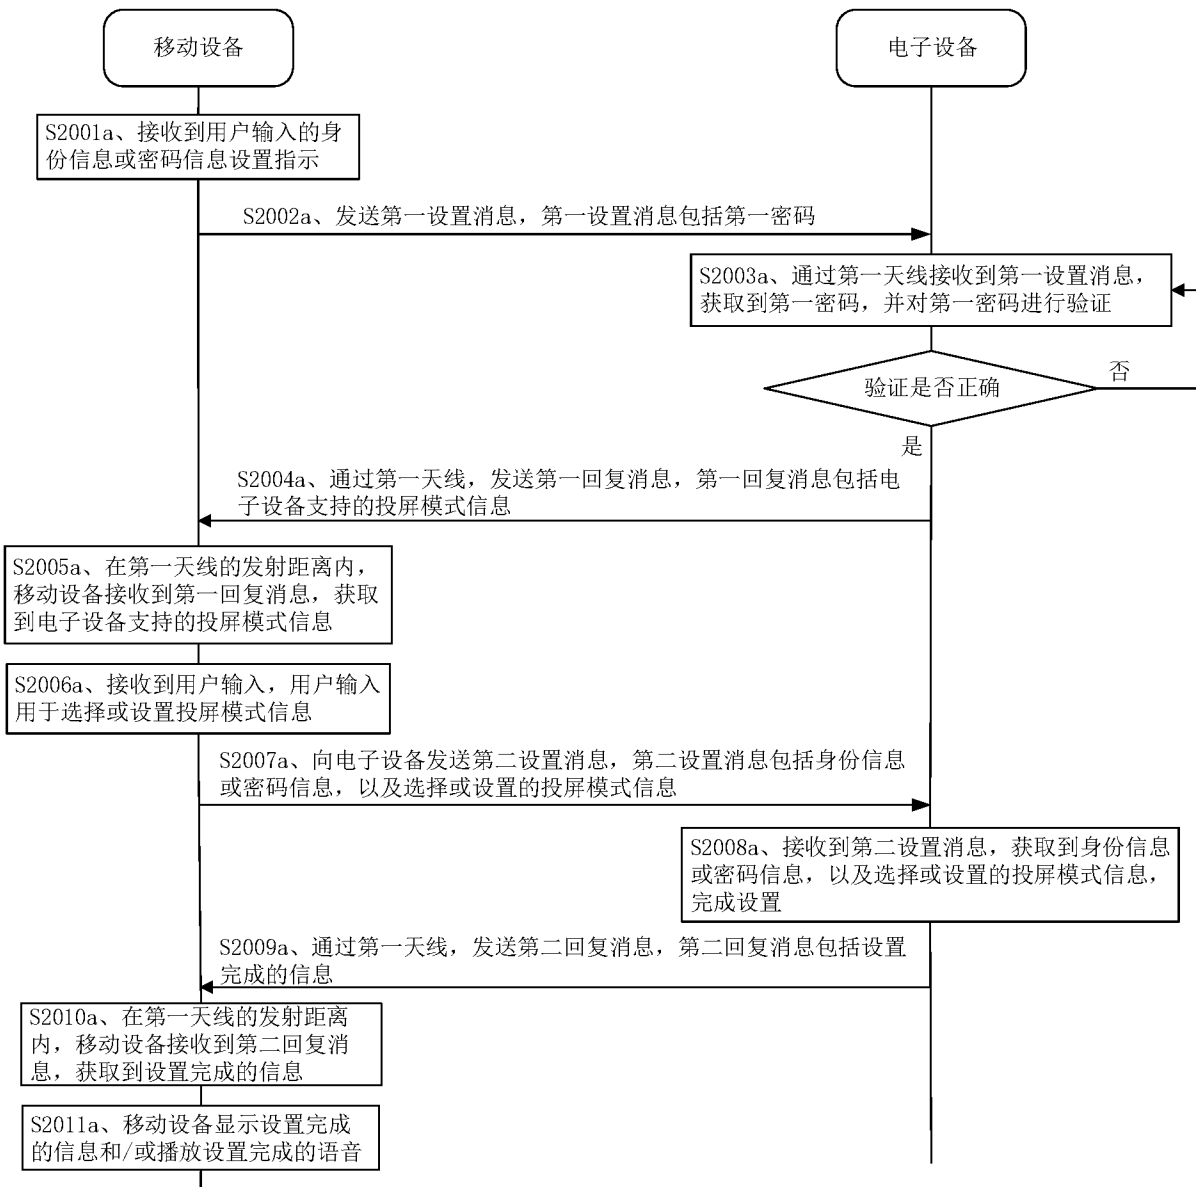 移动设备
电子设备
S2001a、接收到用户输入的身
份信息或密码信息设置指示
S2002a、发送第一设置消息，第一设置消息包括第一密码
S2003a、通过第一天线接收到第一设置消息，
获取到第一密码，并对第一密码进行验证
验证是否正确
否
是
S2004a、通过第一天线，发送第一回复消息，第一回复消息包括电
子设备支持的投屏模式信息
S2005a、在第一天线的发射距离内，
移动设备接收到第一回复消息，获取
到电子设备支持的投屏模式信息
S2006a、接收到用户输入，用户输入
用于选择或设置投屏模式信息
S2007a、向电子设备发送第二设置消息，第二设置消息包括身份信息
或密码信息，以及选择或设置的投屏模式信息
S2008a、接收到第二设置消息，获取到身份信息
或密码信息，以及选择或设置的投屏模式信息，
完成设置
S2009a、通过第一天线，发送第二回复消息，第二回复消息包括设置
完成的信息
S2010a、在第一天线的发射距离
内，移动设备接收到第二回复消
息，获取到设置完成的信息
S2011a、移动设备显示设置完成
的信息和/或播放设置完成的语音